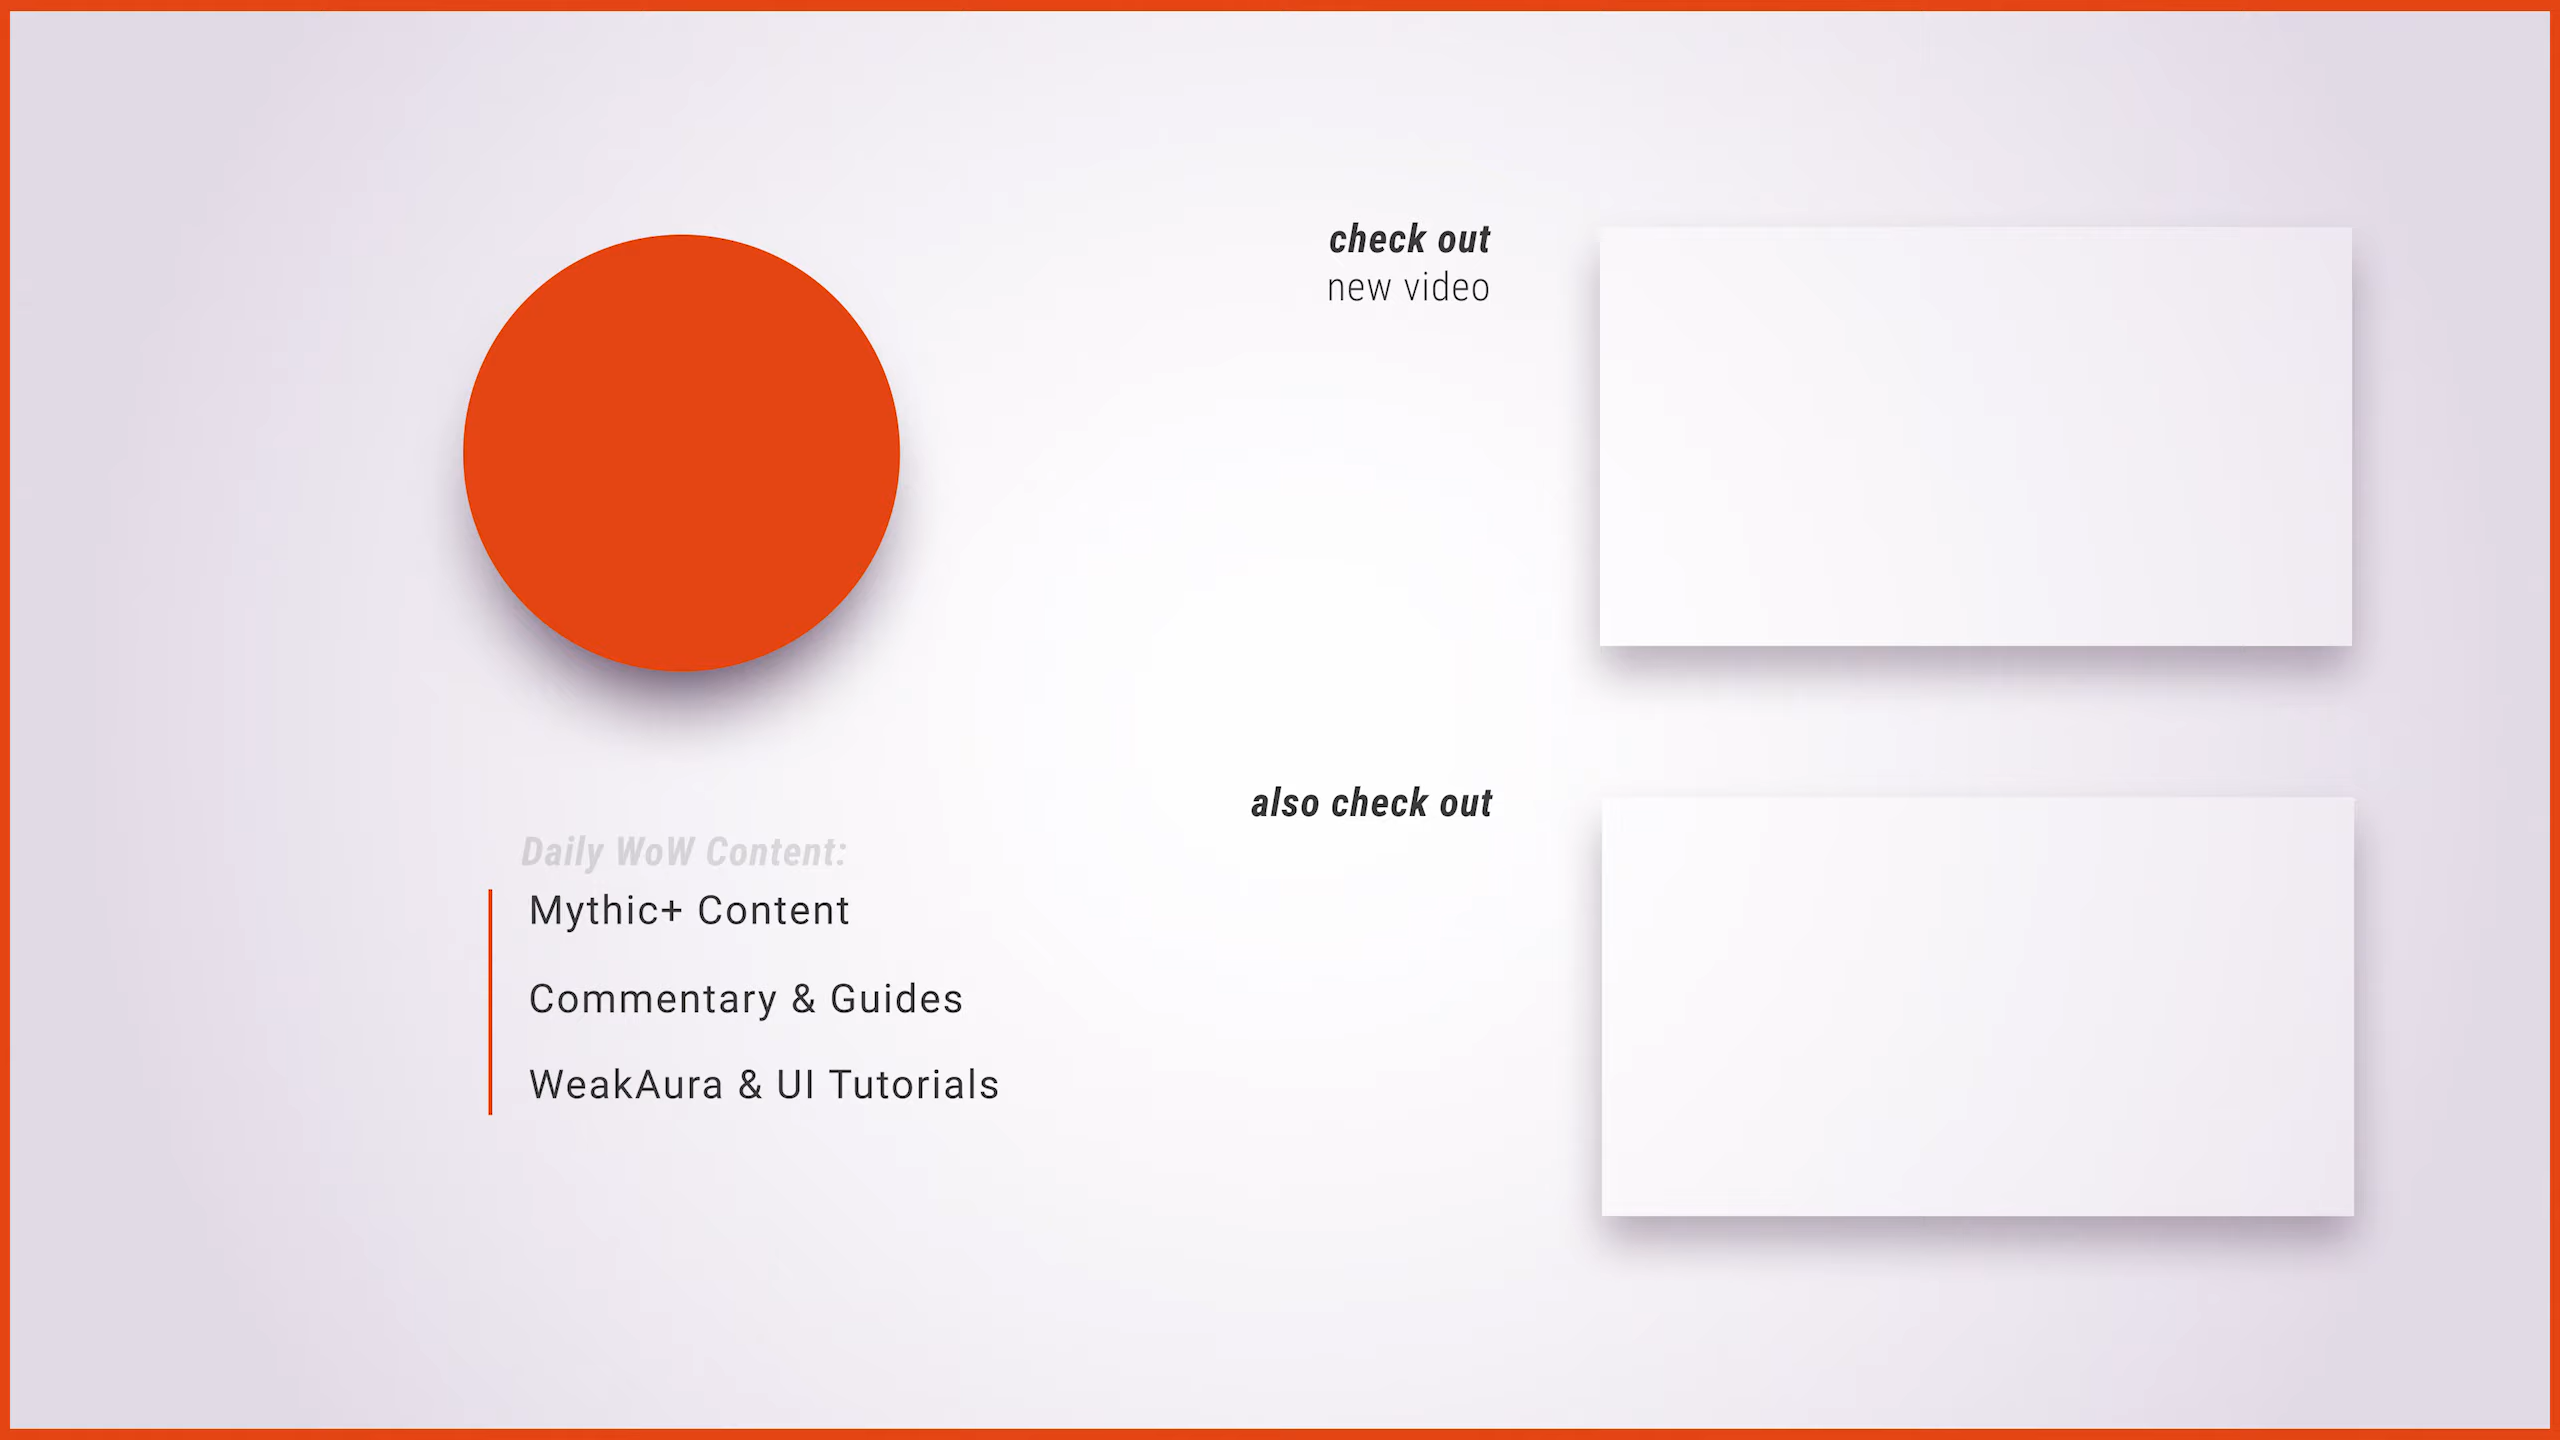 check out
new video
also check out
Daily WoW Content:
Mythic+ Content
Commentary & Guides
WeakAura & UI Tutorials